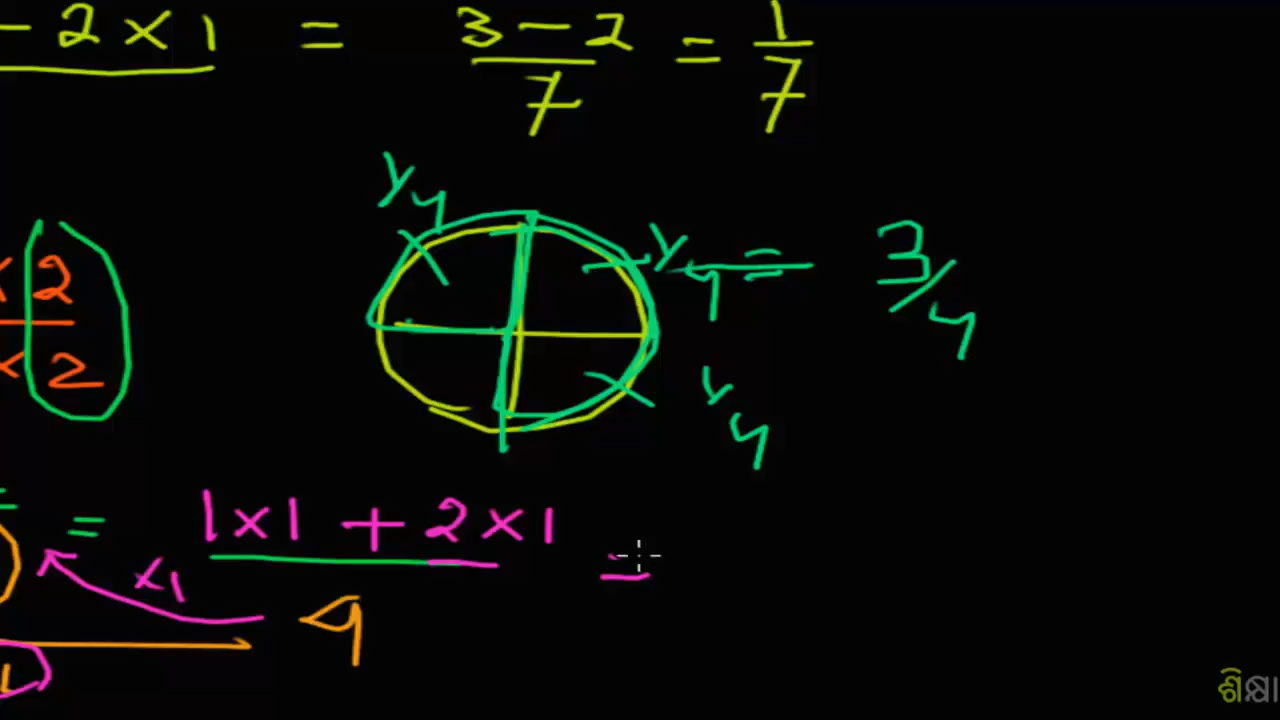 - 2 × 1 = 3 - 2 / 7 = 1 / 7
1/4
1/4 = 3/4
× 2
× 2
1/4
= 1 × 1 + 2 × 1 / 4 =
×1
1
ଶିକ୍ଷା